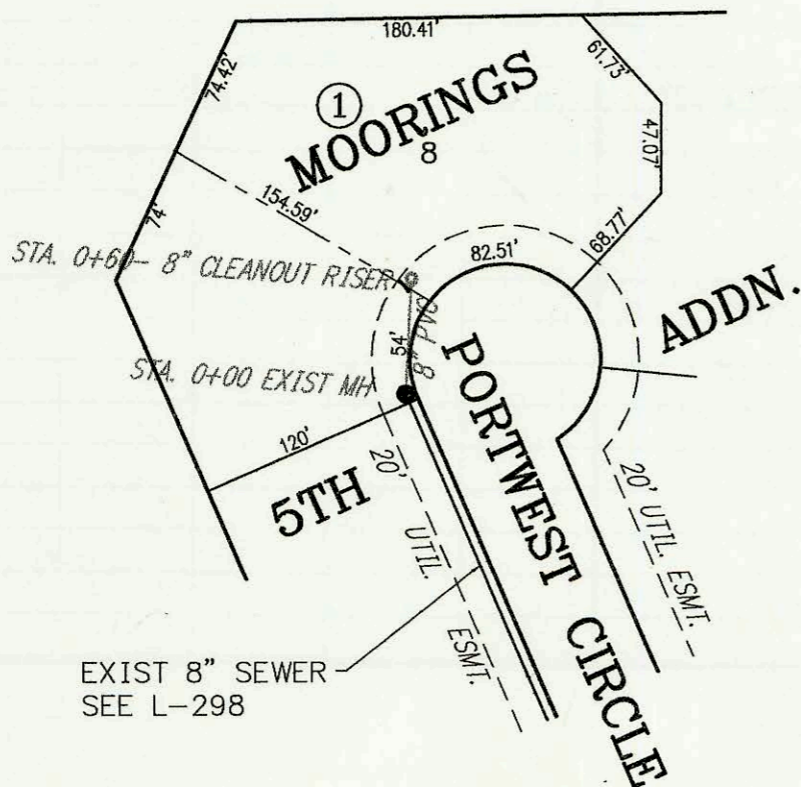 180.41'
74.42'
61.73'
①
MOORINGS
8
47.07'
154.59'
74'
68.77'
82.51'
STA. 0+60- 8" CLEANOUT RISER
ADDN.
54'
8" PVC
STA. 0+00 EXIST MH
PORTWEST CIRCLE
120'
5TH
20' UTIL. ESMT.
20' UTIL. ESMT.
EXIST 8" SEWER
SEE L-298